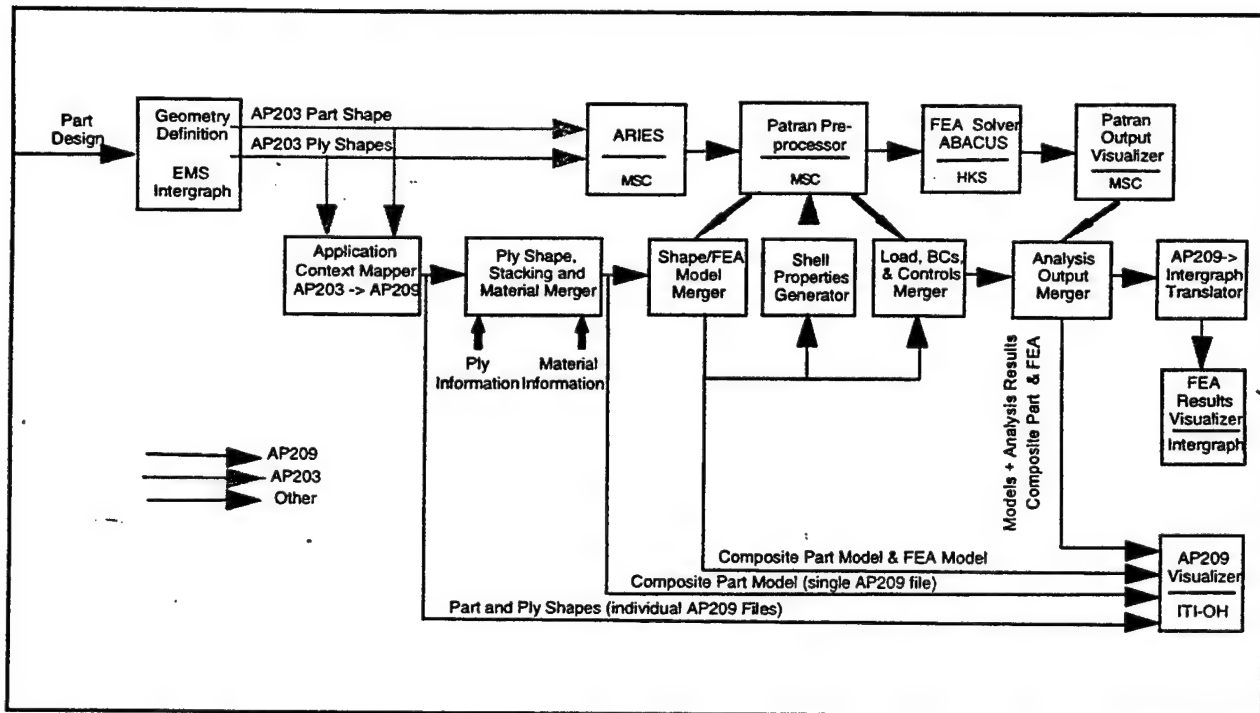 Part
Design
Geometry
Definition
EMS
Intergraph
AP203 Part Shape
AP203 Ply Shapes
ARIES
MSC
Patran Pre-
processor
MSC
FEA Solver
ABACUS
HKS
Patran
Output
Visualizer
MSC
Application
Context Mapper
AP203 -> AP209
Ply Shape,
Stacking and
Material Merger
Shape/FEA
Model
Merger
Shell
Properties
Generator
Load, BCs,
& Controls
Merger
Analysis
Output
Merger
AP209->
Intergraph
Translator
Ply
Information
Material
Information
FEA
Results
Visualizer
Intergraph
Models + Analysis Results
Composite Part & FEA
AP209
AP203
Other
Composite Part Model & FEA Model
Composite Part Model (single AP209 file)
Part and Ply Shapes (individual AP209 Files)
AP209
Visualizer
ITI-OH